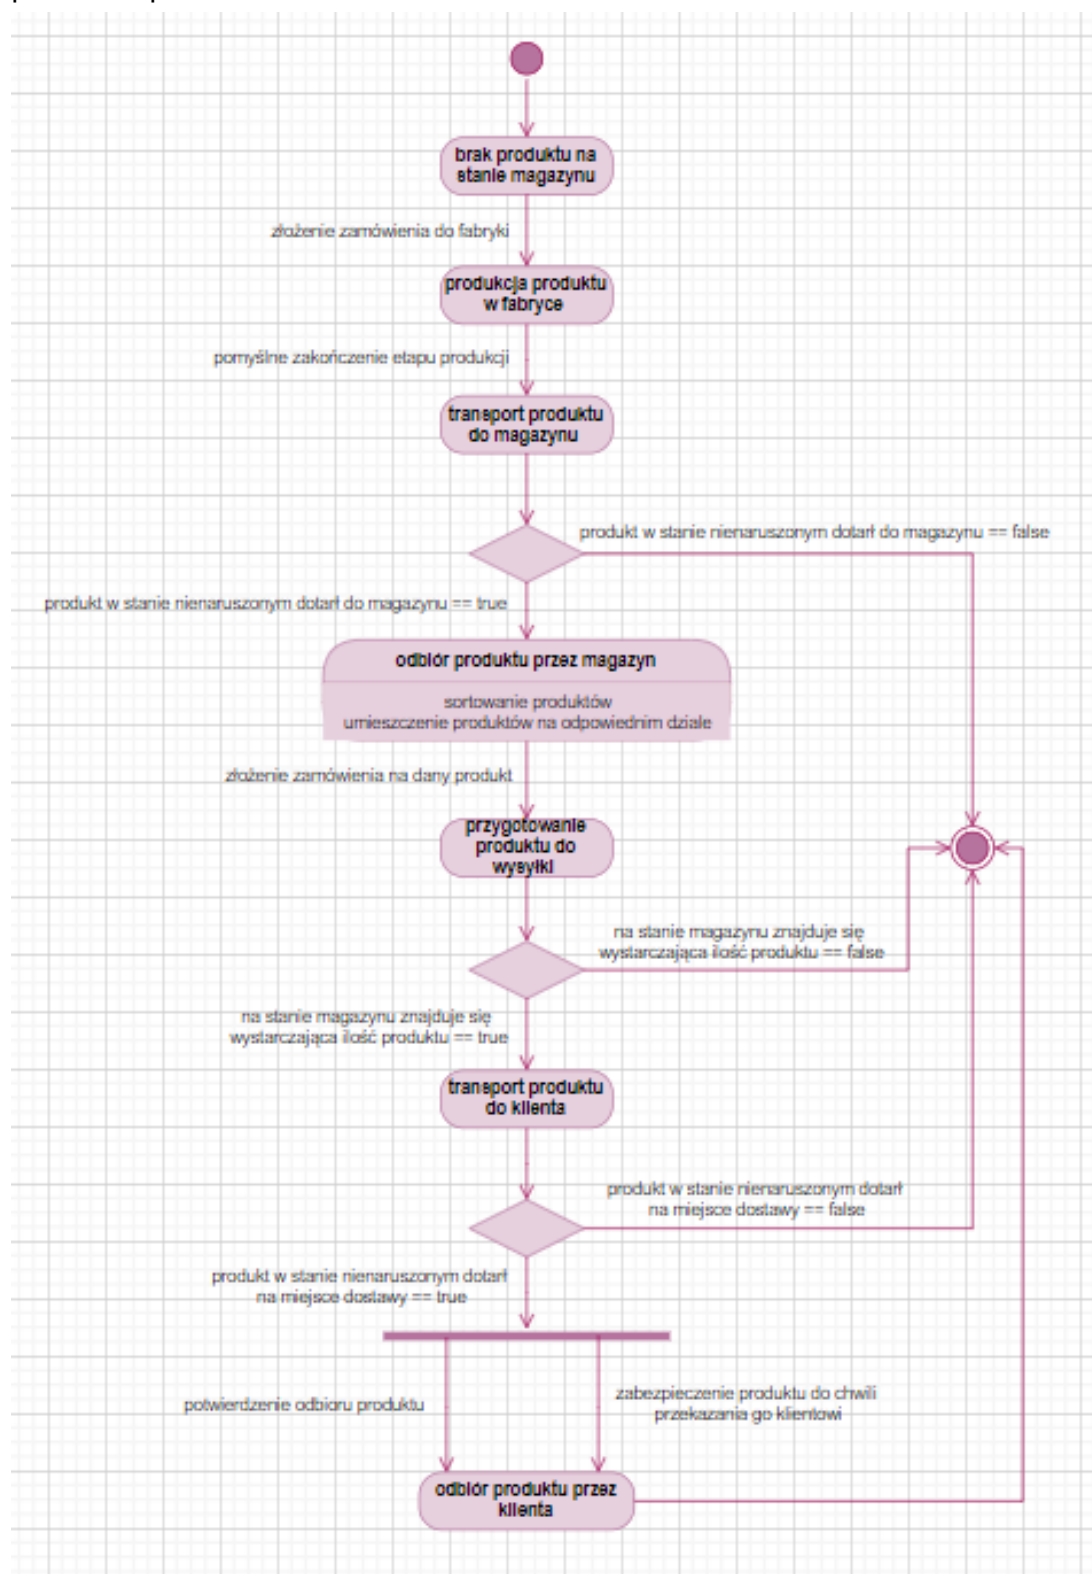 brak produktu na
stanie magazynu
złożenie zamówienia do fabryki
produkcja produktu
w fabryce
pomyślne zakończenie etapu produkcji
transport produktu
do magazynu
produkt w stanie nienaruszonym dotarł do magazynu == false
produkt w stanie nienaruszonym dotarł do magazynu == true
odbiór produktu przez magazyn
sortowanie produktów
umieszczenie produktów na odpowiednim dziale
złożenie zamówienia na dany produkt
przygotowanie
produktu do
wysyłki
na stanie magazynu znajduje się
wystarczająca ilość produktu == false
na stanie magazynu znajduje się
wystarczająca ilość produktu == true
transport produktu
do klienta
produkt w stanie nienaruszonym dotarł
na miejsce dostawy == false
produkt w stanie nienaruszonym dotarł
na miejsce dostawy == true
potwierdzenie odbioru produktu
zabezpieczenie produktu do chwili
przekazania go klientowi
odbiór produktu przez
klienta